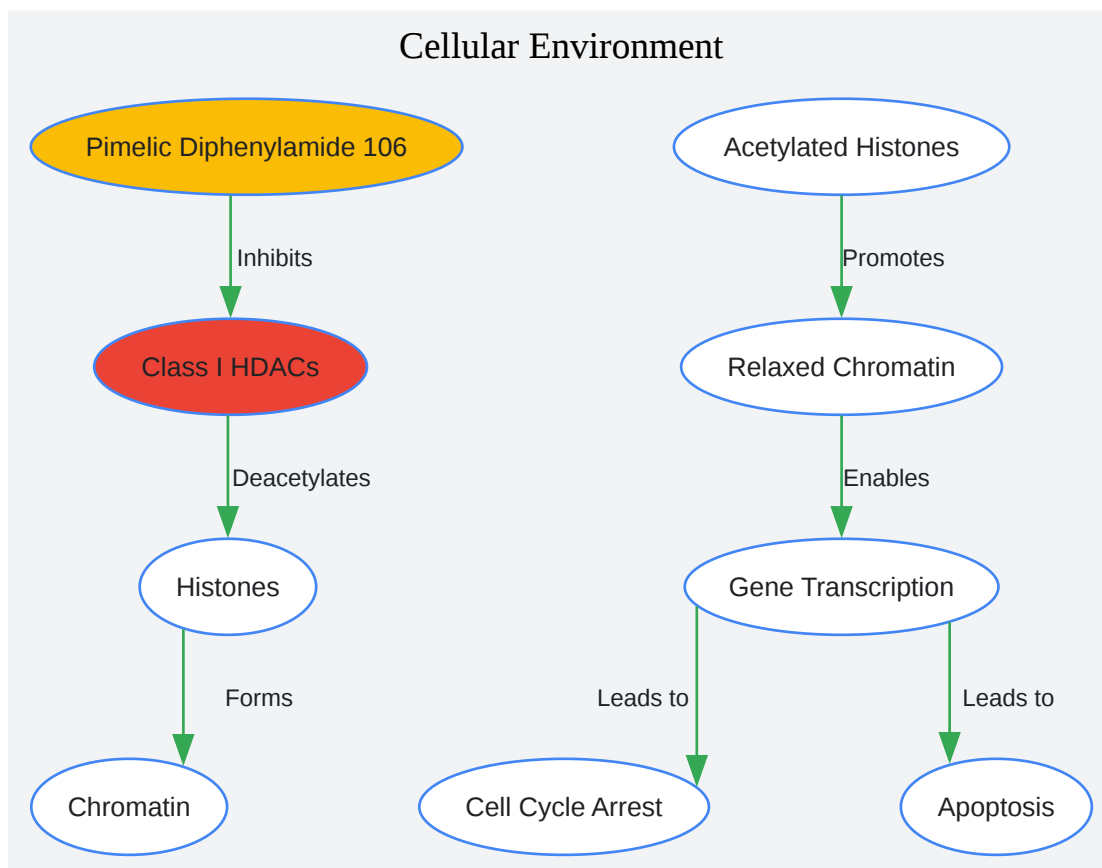 Cellular Environment
Pimelic Diphenylamide 106
Acetylated Histones
Inhibits
Promotes
Class I HDACs
Relaxed Chromatin
Deacetylates
Enables
Histones
Gene Transcription
Forms
Leads to
Leads to
Chromatin
Cell Cycle Arrest
Apoptosis